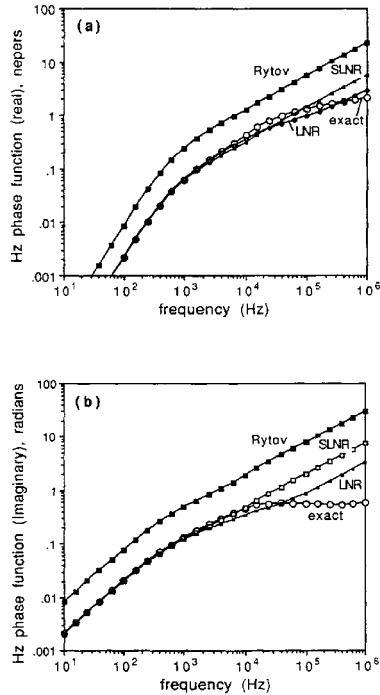 (a)
Hz phase function (real), nepers
100
10
1
.1
.01
.001
Rytov
SLNR
exact
LNR
10¹ 10² 10³ 10⁴ 10⁵ 10⁶
frequency (Hz)
(b)
Hz phase function (Imaginary), radians
100
10
1
.1
.01
.001
Rytov
SLNR
LNR
exact
10¹ 10² 10³ 10⁴ 10⁵ 10⁶
frequency (Hz)